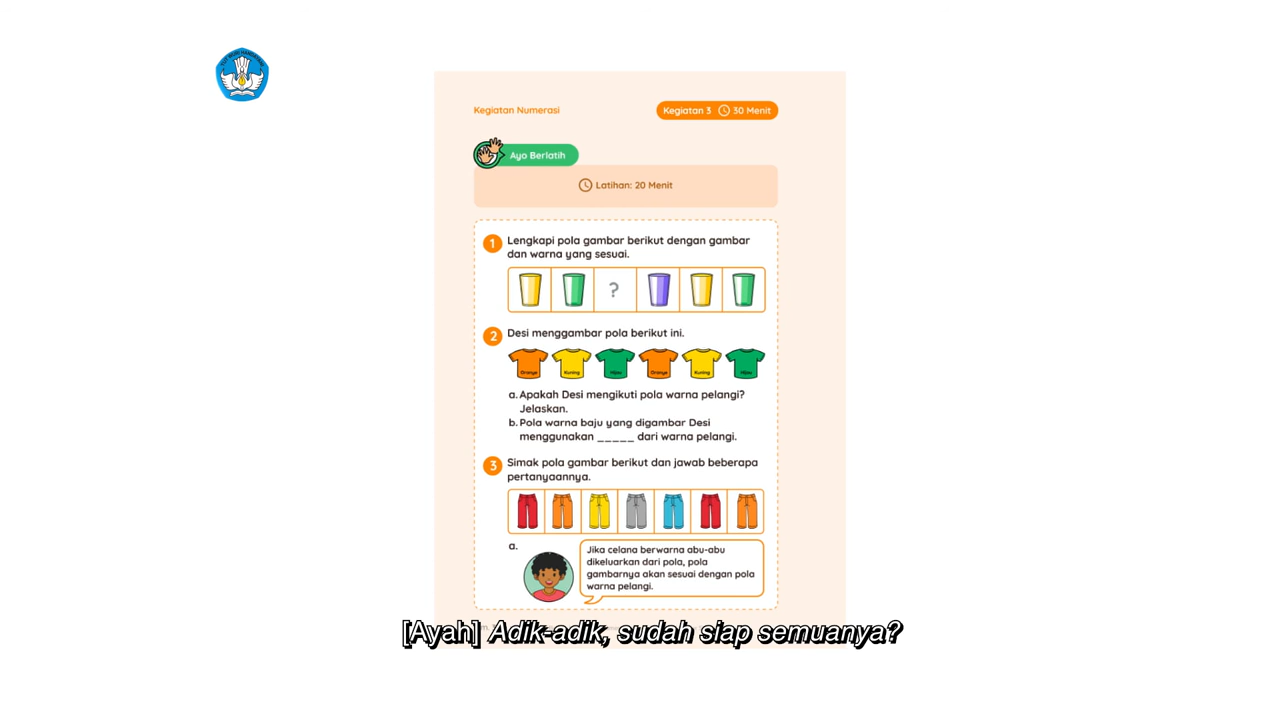 Kegiatan Numerasi
Kegiatan 3 30 Menit
Ayo Berlatih
Latihan: 20 Menit
1 Lengkapi pola gambar berikut dengan gambar
dan warna yang sesuai.
?
2 Desi menggambar pola berikut ini.
Oranye Kuning Hijau Oranye Kuning Hijau
a. Apakah Desi mengikuti pola warna pelangi?
Jelaskan.
b. Pola warna baju yang digambar Desi
menggunakan _____ dari warna pelangi.
3 Simak pola gambar berikut dan jawab beberapa
pertanyaannya.
a.
Jika celana berwarna abu-abu
dikeluarkan dari pola, pola
gambarnya akan sesuai dengan pola
warna pelangi.
[Ayah] Adik-adik, sudah siap semuanya?